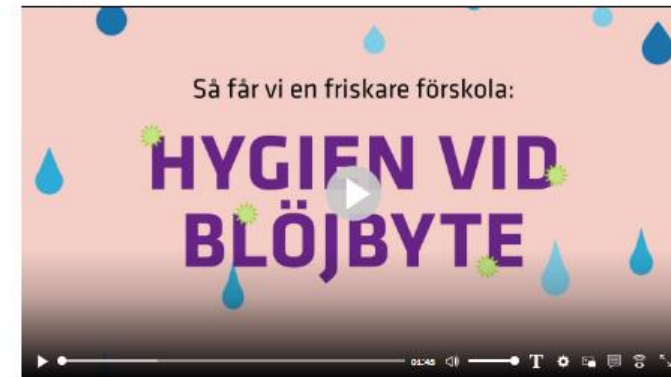 Så får vi en friskare förskola:
HYGIEN VID
BLÖJBYTE
01:45
T